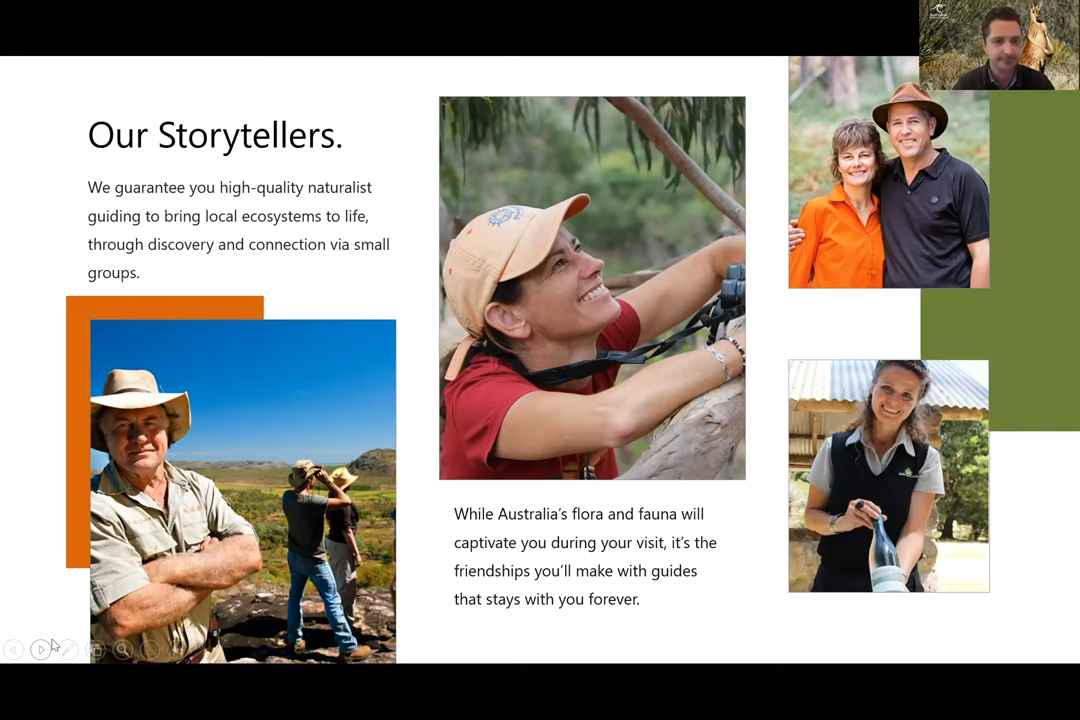 Our Storytellers.
We guarantee you high-quality naturalist
guiding to bring local ecosystems to life,
through discovery and connection via small
groups.
While Australia’s flora and fauna will
captivate you during your visit, it’s the
friendships you’ll make with guides
that stays with you forever.